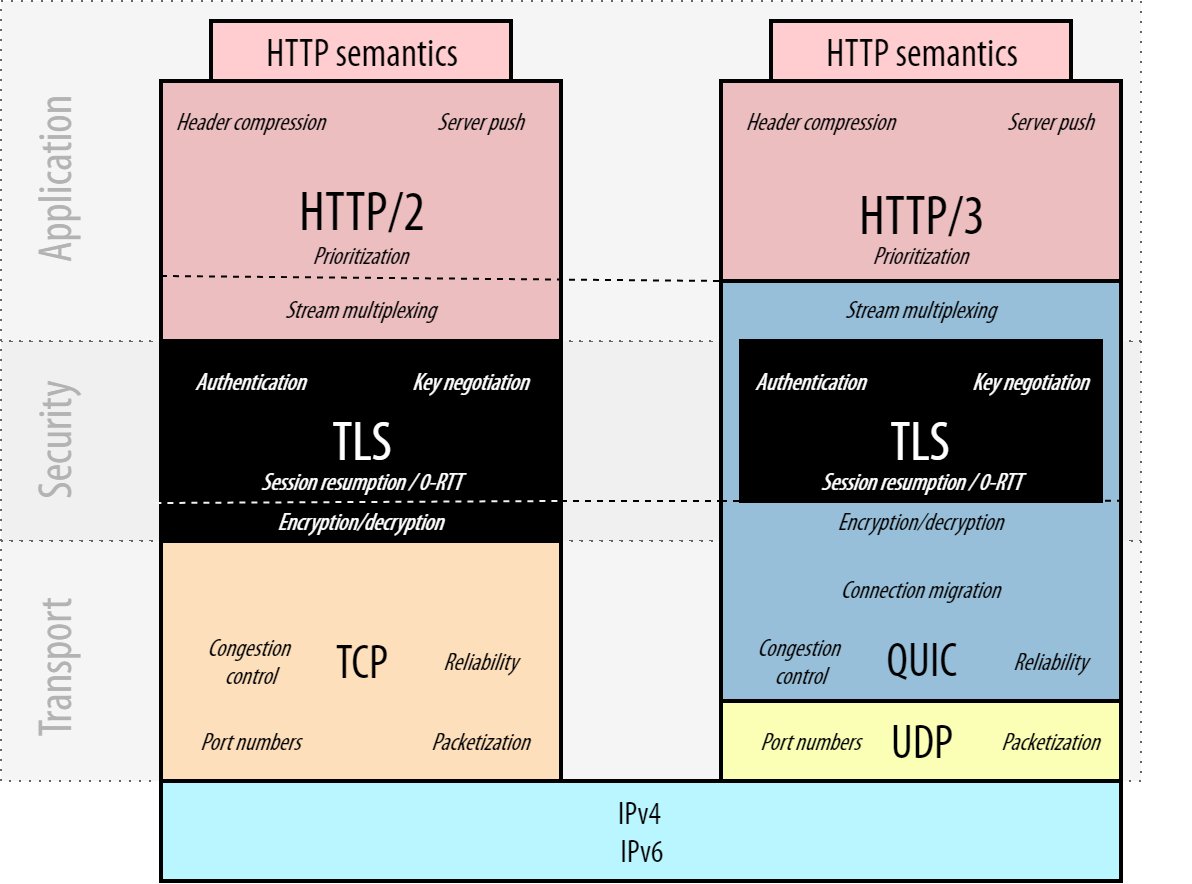 HTTP semantics
HTTP semantics
Application
Header compression
Server push
HTTP/2
Prioritization
Stream multiplexing
Header compression
Server push
HTTP/3
Prioritization
Stream multiplexing
Security
Authentication
Key negotiation
TLS
Session resumption / 0-RTT
Encryption/decryption
Authentication
Key negotiation
TLS
Session resumption / 0-RTT
Encryption/decryption
Transport
Congestion
control
TCP
Reliability
Port numbers
Packetization
Connection migration
Congestion
control
QUIC
Reliability
Port numbers
UDP
Packetization
IPv4
IPv6